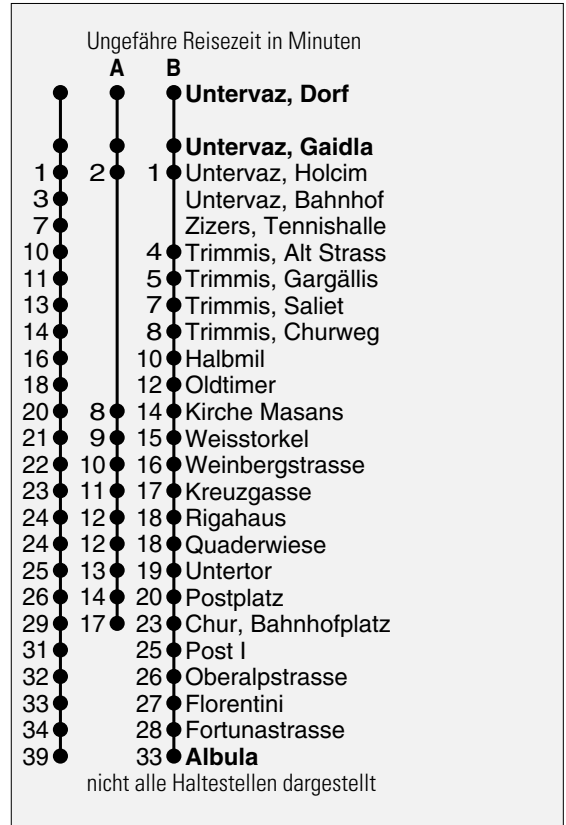 Ungefähre Reisezeit in Minuten
A B
Untervaz, Dorf
Untervaz, Gaidla
1 2 1 Untervaz, Holcim
3 Untervaz, Bahnhof
7 Zizers, Tennishalle
10 4 Trimmis, Alt Strass
11 5 Trimmis, Gargällis
13 7 Trimmis, Saliet
14 8 Trimmis, Churweg
16 10 Halbmil
18 12 Oldtimer
20 8 14 Kirche Masans
21 9 15 Weisstorkel
22 10 16 Weinbergstrasse
23 11 17 Kreuzgasse
24 12 18 Rigahaus
24 12 18 Quaderwiese
25 13 19 Untertor
26 14 20 Postplatz
29 17 23 Chur, Bahnhofplatz
31 25 Post I
32 26 Oberalpstrasse
33 27 Florentini
34 28 Fortunastrasse
39 33 Albula
nicht alle Haltestellen dargestellt